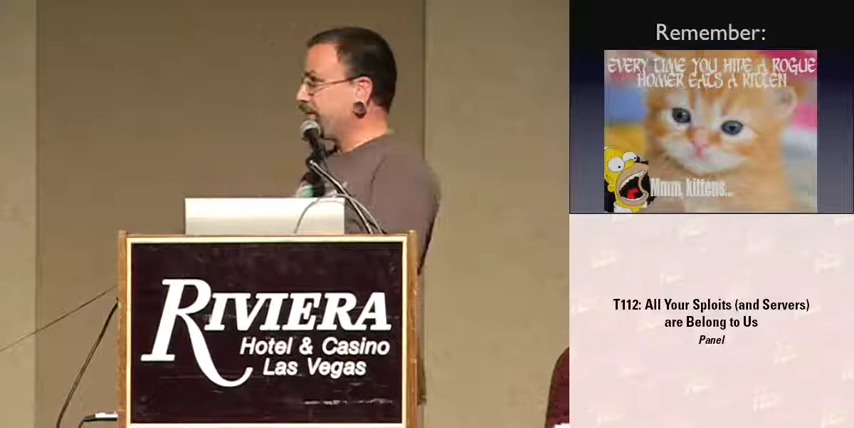 Remember:
EVERY TIME YOU HIDE A ROGUE
HOMER EATS A KITTEN
Mmm, kittens...
RIVIERA
Hotel & Casino
Las Vegas
T112: All Your Sploits (and Servers)
are Belong to Us
Panel